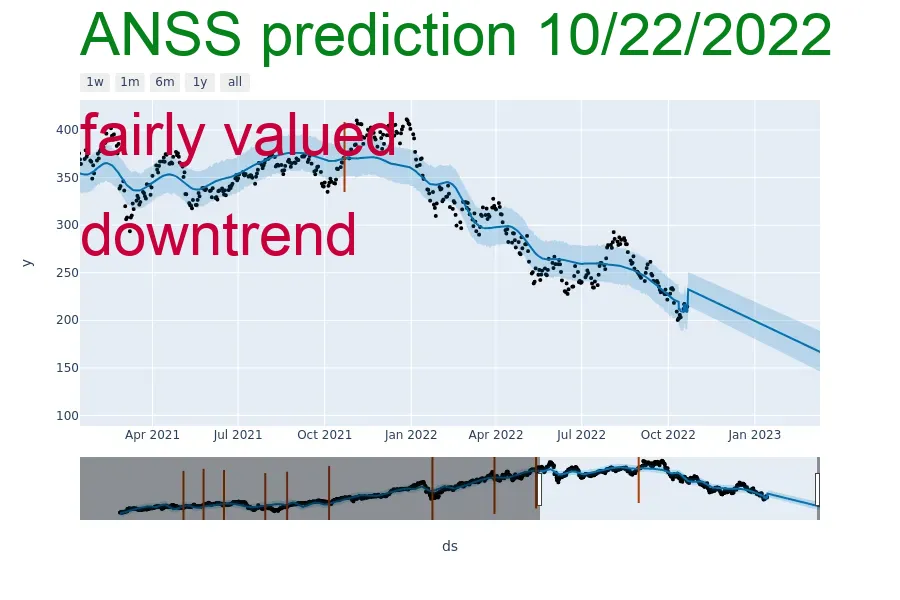 ANSS prediction 10/22/2022
1w 1m 6m 1y all
fairly valued
downtrend
400
350
300
250
200
150
100
y
Apr 2021 Jul 2021 Oct 2021 Jan 2022 Apr 2022 Jul 2022 Oct 2022 Jan 2023
ds